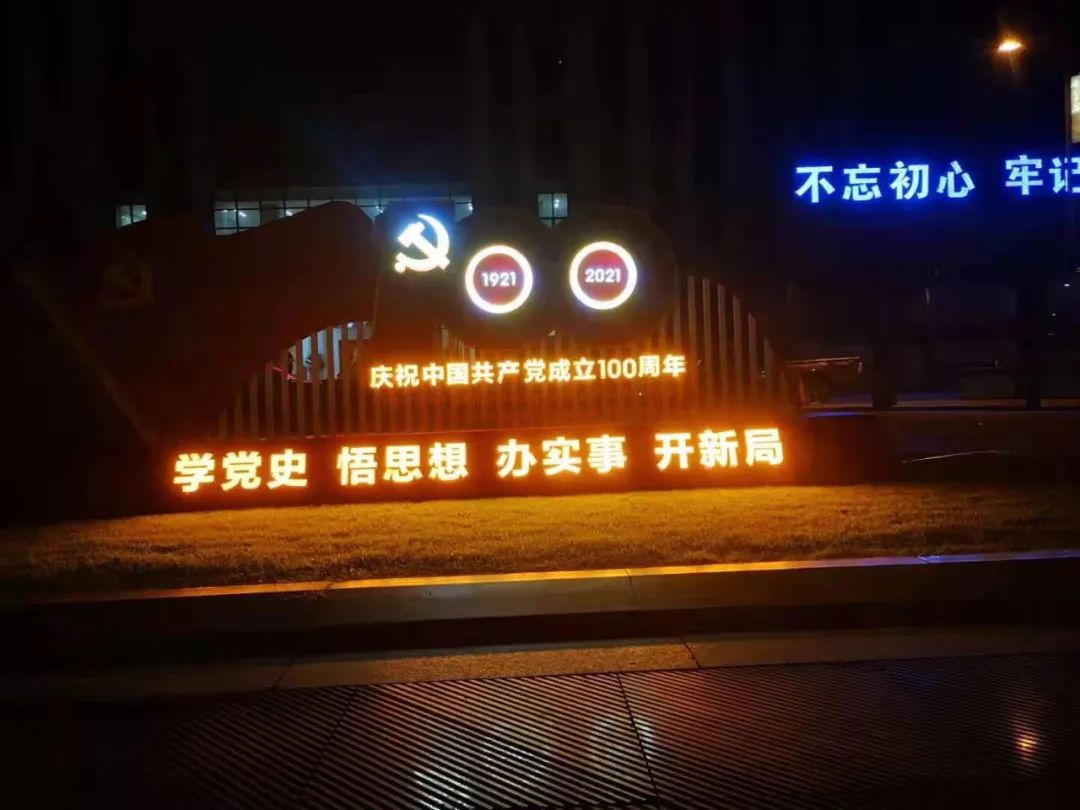 不忘初心 牢记
1921
2021
庆祝中国共产党成立100周年
学党史 悟思想 办实事 开新局